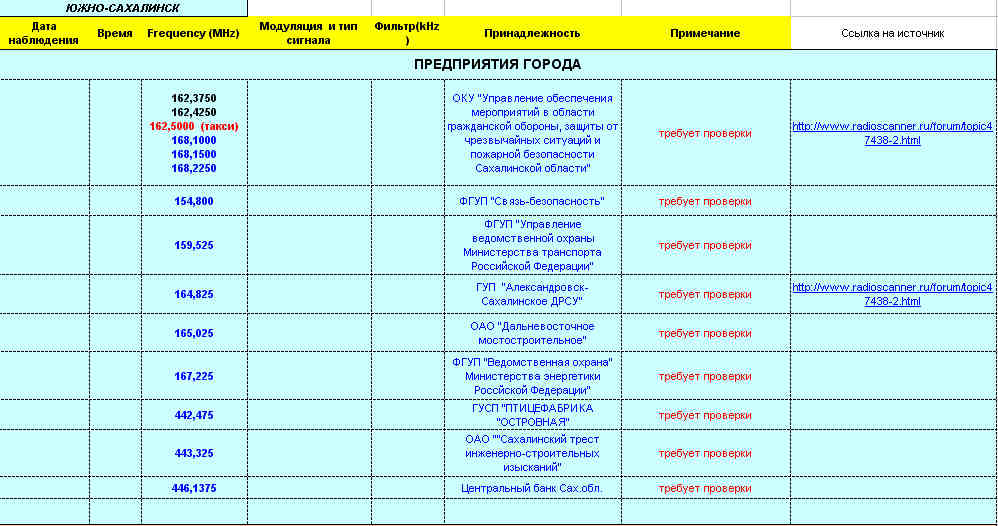 ЮЖНО-САХАЛИНСК
Дата наблюдения
Время
Frequency (MHz)
Модуляция и тип сигнала
Фильтр(kHz)
Принадлежность
Примечание
Ссылка на источник
ПРЕДПРИЯТИЯ ГОРОДА
162,3750
162,4250
162,5000 (такси)
168,1000
168,1500
168,2250
ОКУ "Управление обеспечения
мероприятий в области
гражданской обороны, защиты от
чрезвычайных ситуаций и
пожарной безопасности
Сахалинской области"
требует проверки
http://www.radioscanner.ru/forum/topic4
7438-2.html
154,800
ФГУП "Связь-безопасность"
требует проверки
159,525
ФГУП "Управление
ведомственной охраны
Министерства транспорта
Российской Федерации"
требует проверки
164,825
ГУП "Александровск-
Сахалинское ДРСУ"
требует проверки
http://www.radioscanner.ru/forum/topic4
7438-2.html
165,025
ОАО "Дальневосточное
мостостроительное"
требует проверки
167,225
ФГУП "Ведомственная охрана"
Министерства энергетики
Россйской Федерации"
требует проверки
442,475
ГУСП "ПТИЦЕФАБРИКА
"ОСТРОВНАЯ"
требует проверки
443,325
ОАО ""Сахалинский трест
инженерно-строительных
изысканий"
требует проверки
446,1375
Центральный банк Сах.обл.
требует проверки